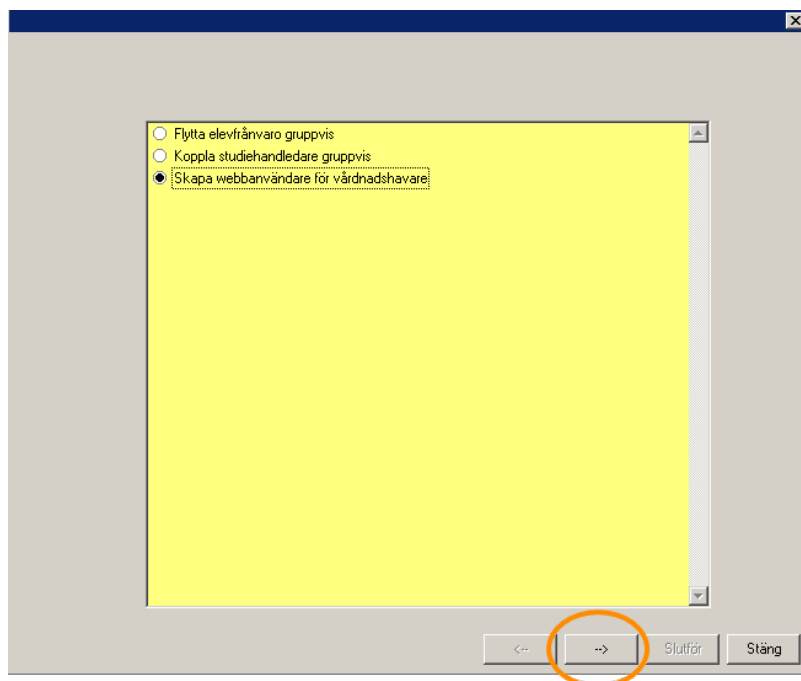 Flytta elevfrånvaro gruppvis
Koppla studiehandledare gruppvis
Skapa webbanvändare för vårdnadshavare
<-- --> Slutför Stäng